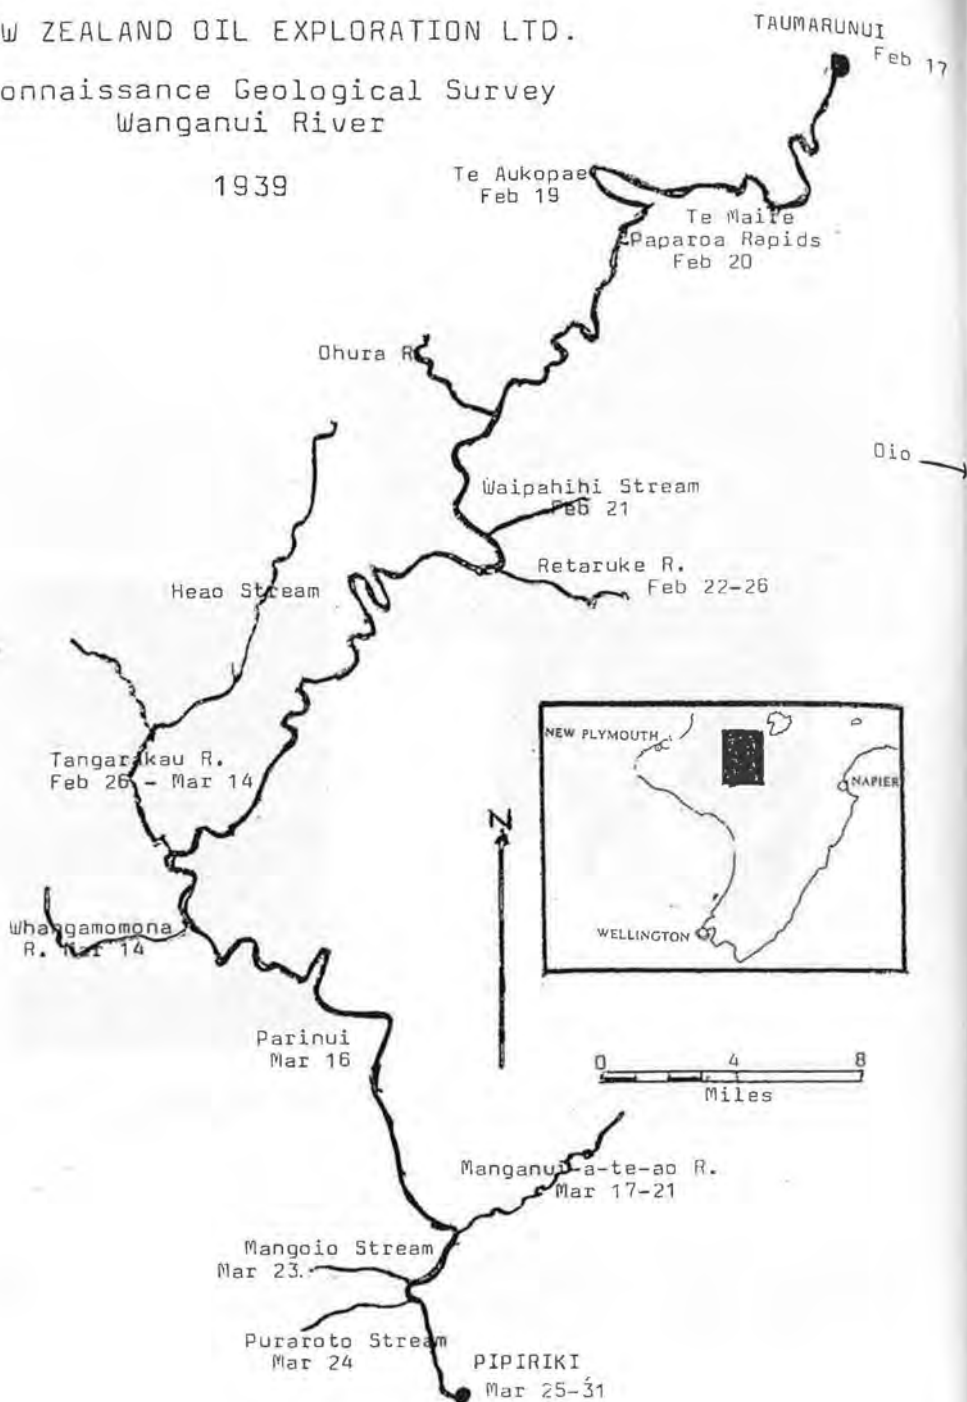 W ZEALAND OIL EXPLORATION LTD.
onnaissance Geological Survey
Wanganui River
1939
TAUMARUNUI
Feb 17
Te Aukopae
Feb 19
Te Maire
Paparoa Rapids
Feb 20
Ohura R
Oio
Waipahihi Stream
Feb 21
Retaruke R.
Feb 22-26
Heao Stream
Tangarakau R.
Feb 26 - Mar 14
NEW PLYMOUTH
NAPIER
WELLINGTON
N
Whangamomona
R. Mar 14
Parinui
Mar 16
0 4 8
Miles
Manganui-a-te-ao R.
Mar 17-21
Mangoio Stream
Mar 23
Puraroto Stream
Mar 24
PIPIRIKI
Mar 25-31